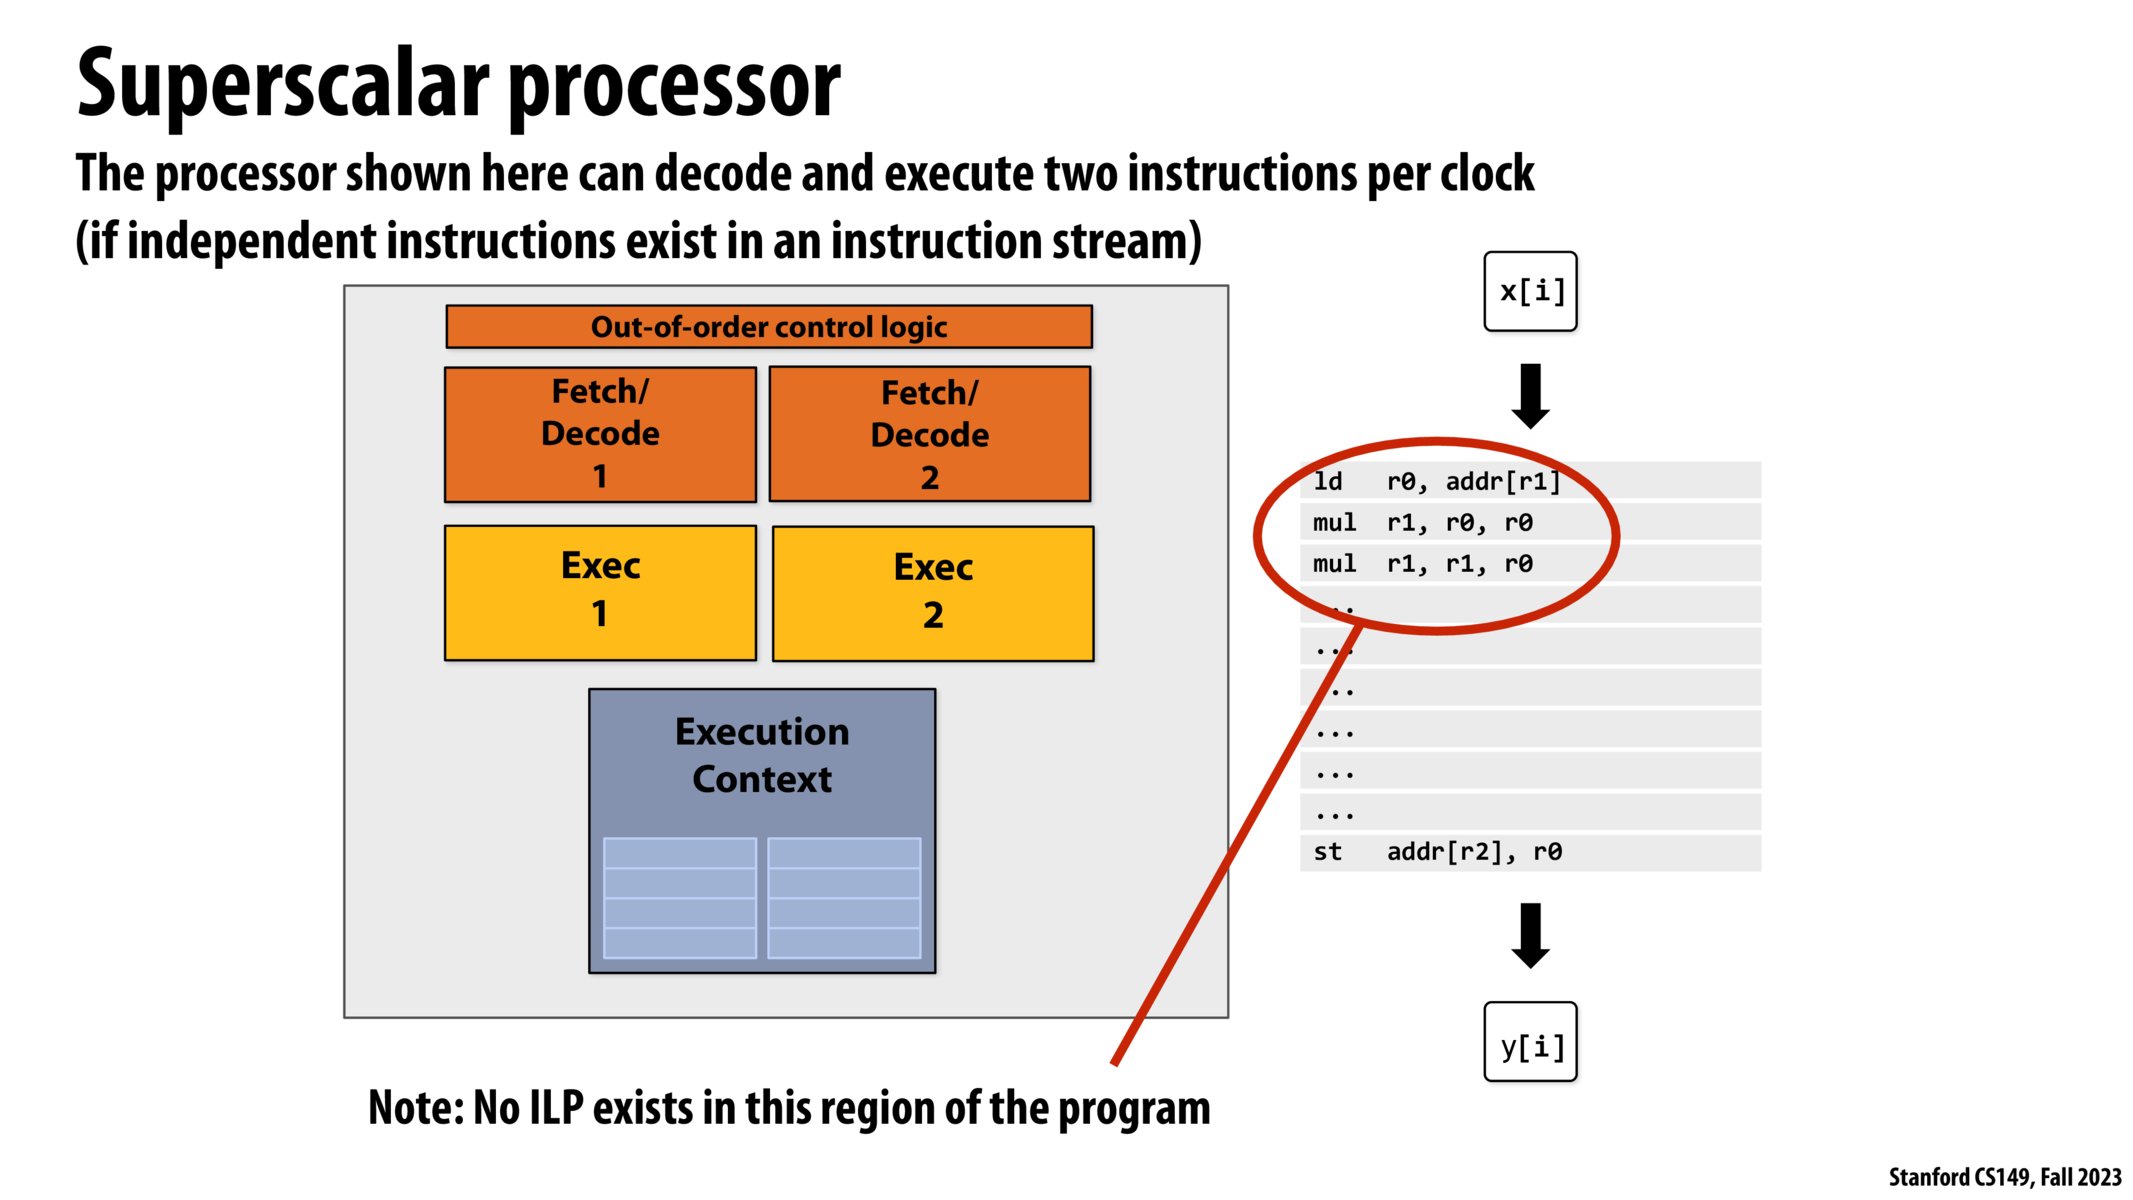 Superscalar processor
The processor shown here can decode and execute two instructions per clock
(if independent instructions exist in an instruction stream)
Out-of-order control logic
Fetch/
Decode
1
Fetch/
Decode
2
Exec
1
Exec
2
Execution
Context
x[i]
ld r0, addr[r1]
mul r1, r0, r0
mul r1, r1, r0
...
...
...
...
...
...
st addr[r2], r0
y[i]
Note: No ILP exists in this region of the program
Stanford CS149, Fall 2023